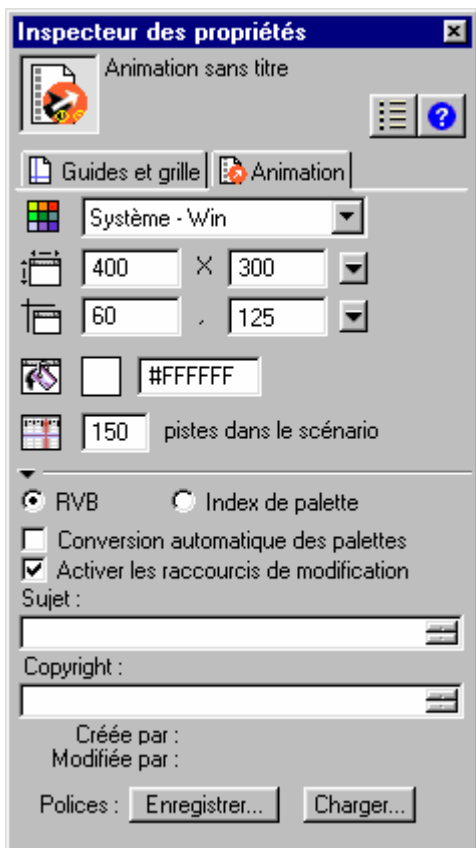 Inspecteur des propriétés
Animation sans titre
Guides et grille Animation
Système - Win
400 X 300
60 , 125
#FFFFFF
150 pistes dans le scénario
RVB Index de palette
Conversion automatique des palettes
Activer les raccourcis de modification
Sujet :
Copyright :
Créée par :
Modifiée par :
Polices : Enregistrer... Charger...